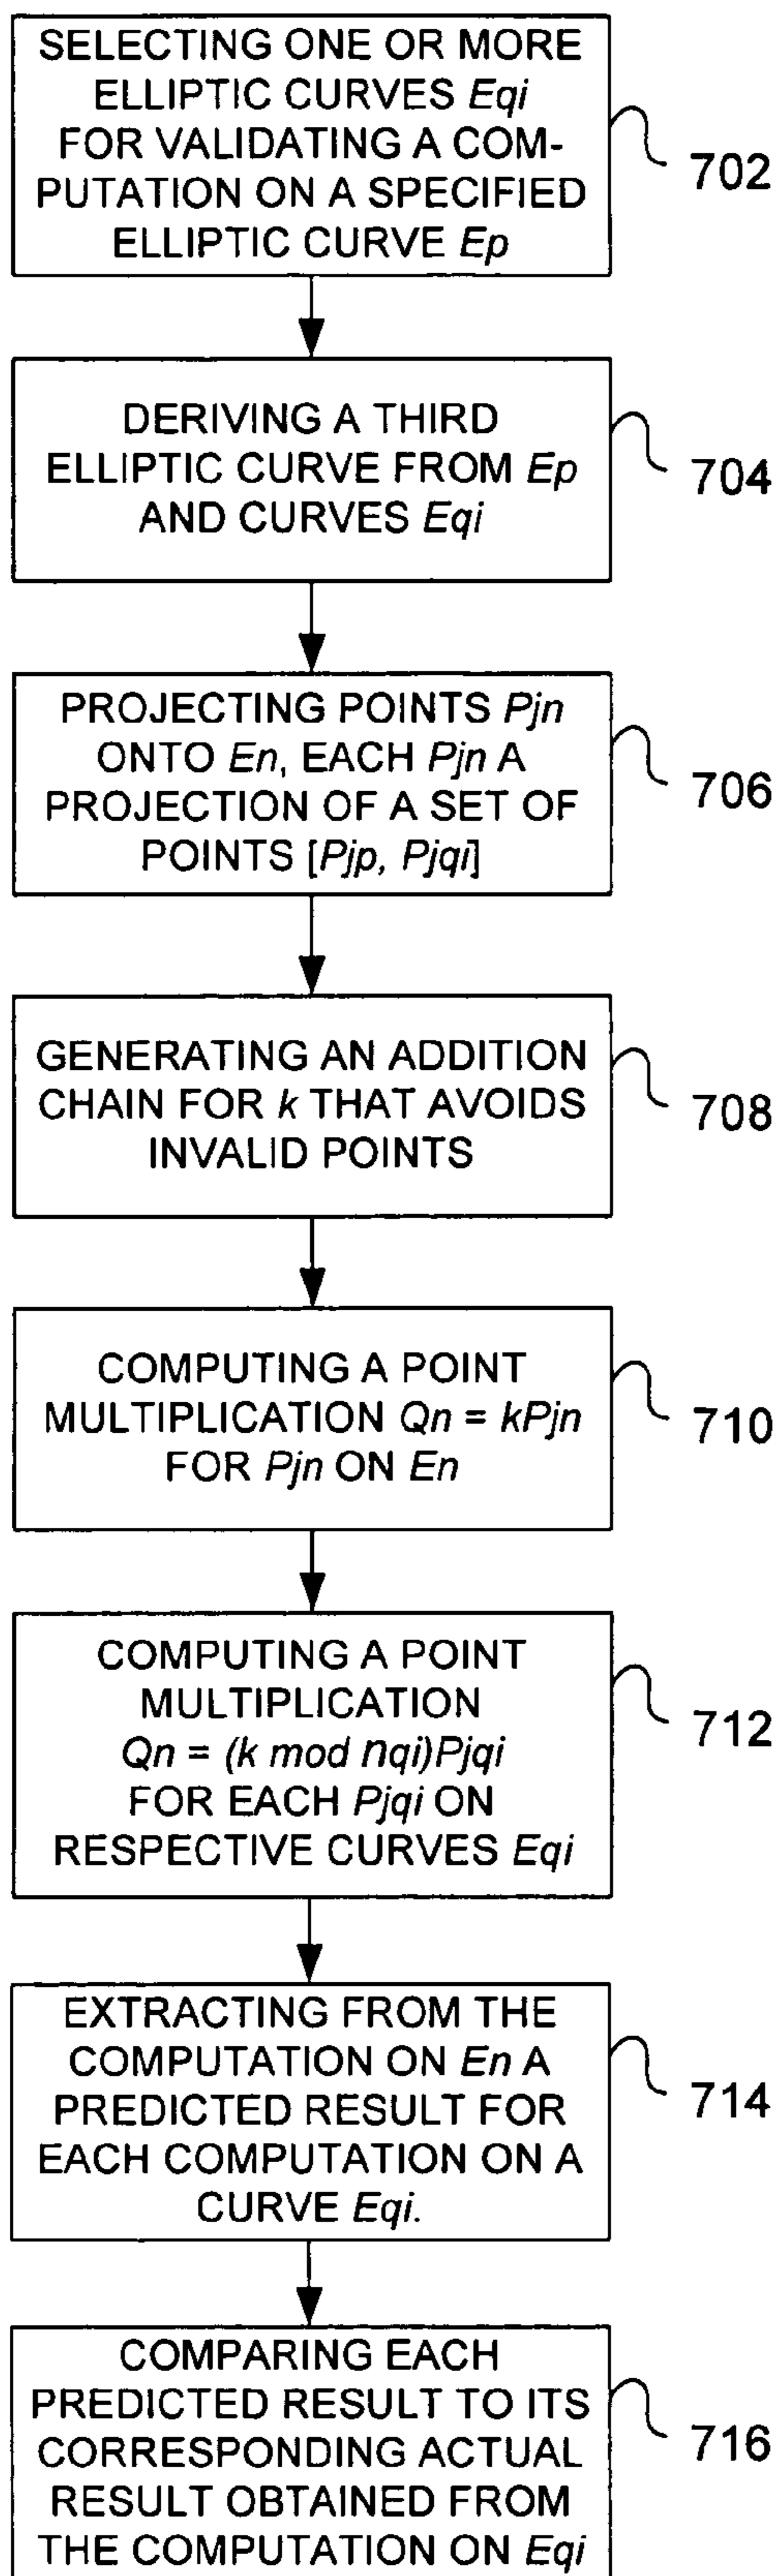 SELECTING ONE OR MORE
ELLIPTIC CURVES Eqi
FOR VALIDATING A COM-
PUTATION ON A SPECIFIED
ELLIPTIC CURVE Ep
702
DERIVING A THIRD
ELLIPTIC CURVE FROM Ep
AND CURVES Eqi
704
PROJECTING POINTS Pjn
ONTO En, EACH Pjn A
PROJECTION OF A SET OF
POINTS [Pjp, Pjqi]
706
GENERATING AN ADDITION
CHAIN FOR k THAT AVOIDS
INVALID POINTS
708
COMPUTING A POINT
MULTIPLICATION Qn = kPjn
FOR Pjn ON En
710
COMPUTING A POINT
MULTIPLICATION
Qn = (k mod nqi)Pjqi
FOR EACH Pjqi ON
RESPECTIVE CURVES Eqi
712
EXTRACTING FROM THE
COMPUTATION ON En A
PREDICTED RESULT FOR
EACH COMPUTATION ON A
CURVE Eqi.
714
COMPARING EACH
PREDICTED RESULT TO ITS
CORRESPONDING ACTUAL
RESULT OBTAINED FROM
THE COMPUTATION ON Eqi
716